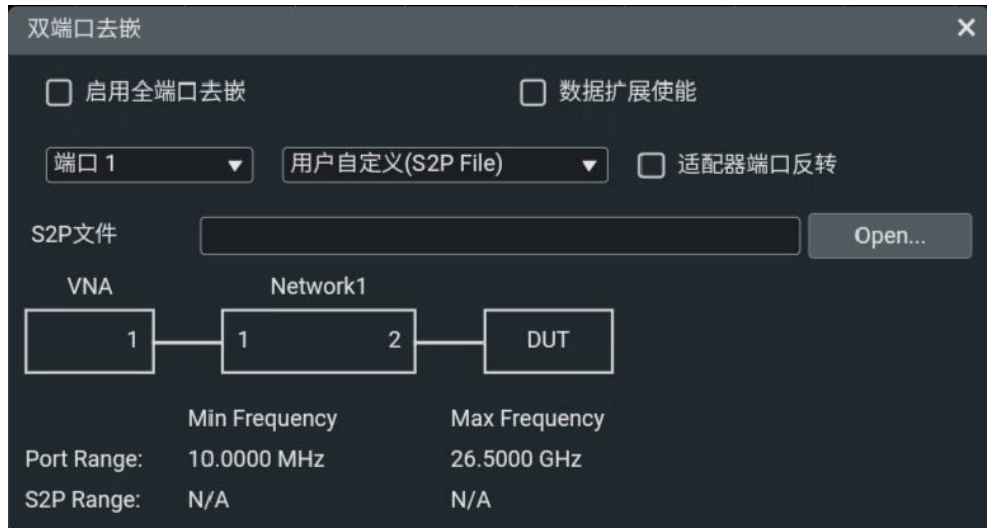 双端口去嵌
启用全端口去嵌 数据扩展使能
端口 1 用户自定义(S2P File) 适配器端口反转
S2P文件 Open...
VNA Network1
1 1 2 DUT
Min Frequency Max Frequency
Port Range: 10.0000 MHz 26.5000 GHz
S2P Range: N/A N/A